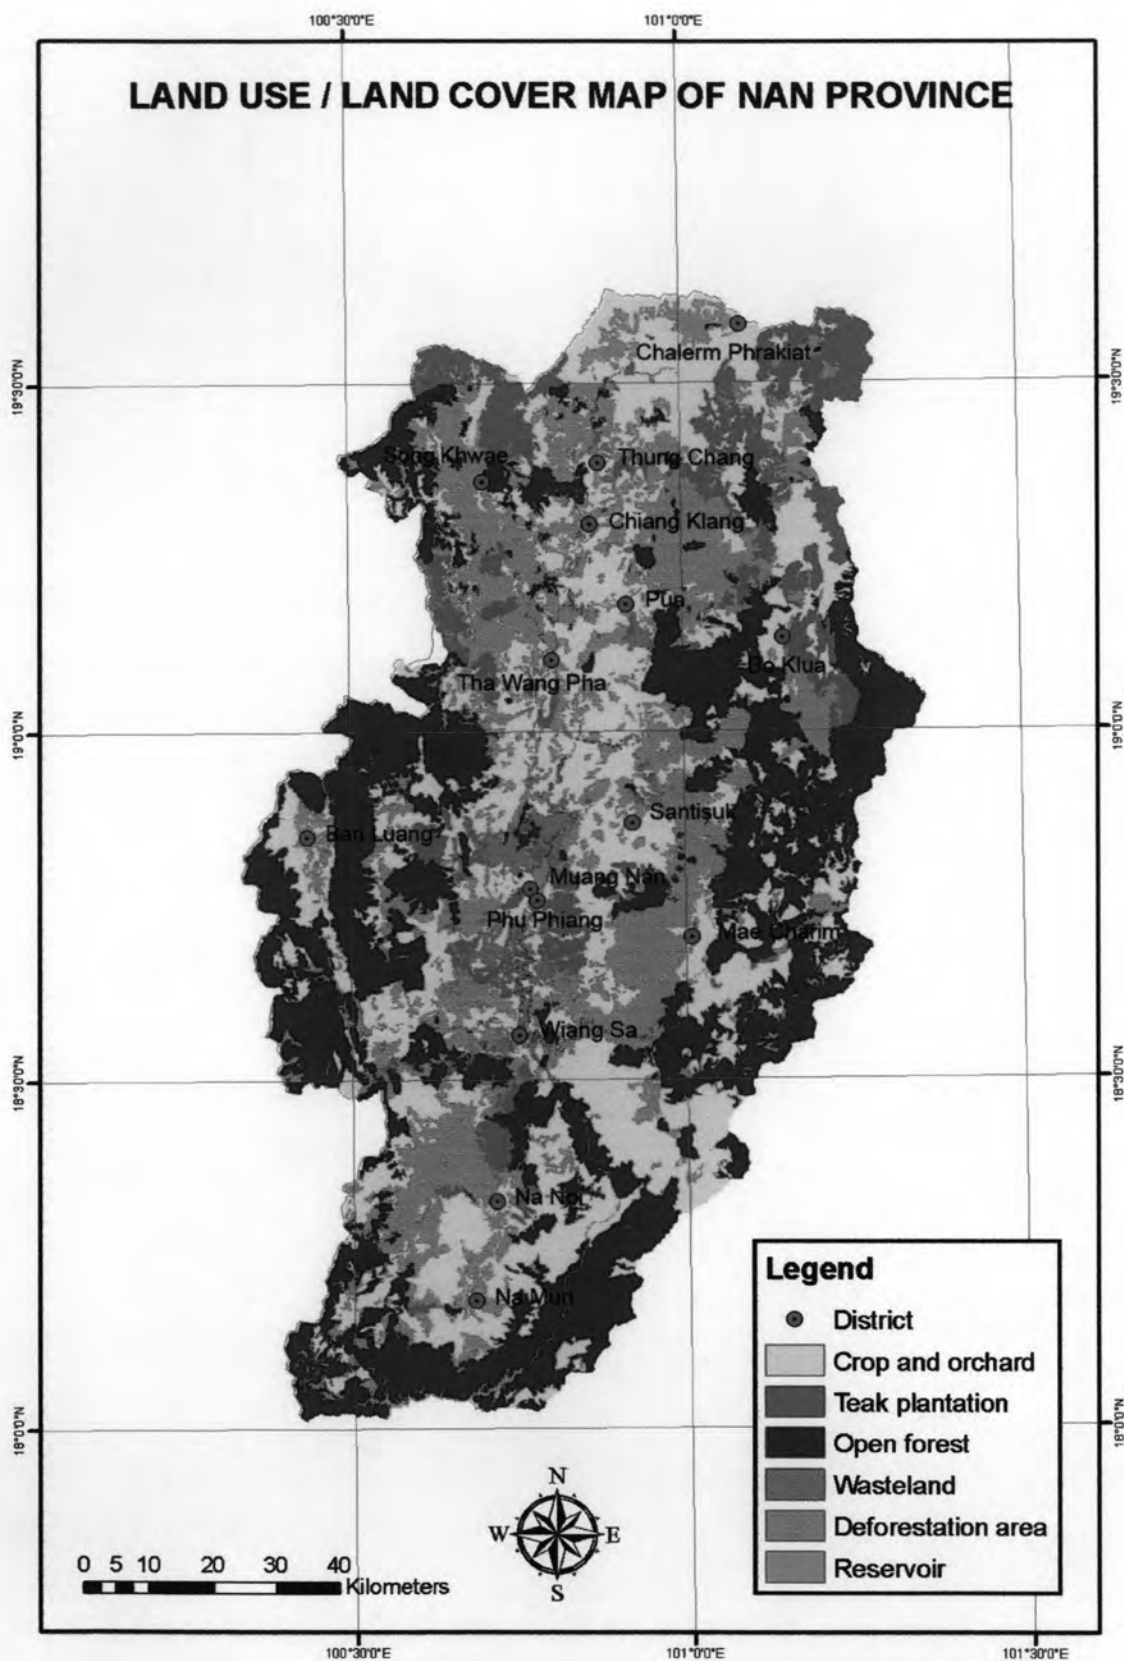 100°30'0"E
101°0'0"E
LAND USE / LAND COVER MAP OF NAN PROVINCE
Chalerm Phrakiat
19°30'0"N
19°30'0"N
Song Khwae
Thung Chang
Chiang Klang
Pua
Bo Klua
Tha Wang Pha
19°0'0"N
19°0'0"N
Santisuk
Ban Luang
Muang Nan
Phu Phiang
Mae Charim
Wiang Sa
18°30'0"N
18°30'0"N
Na Noi
Na Mun
Legend
District
Crop and orchard
Teak plantation
Open forest
Wasteland
Deforestation area
Reservoir
18°0'0"N
18°0'0"N
N
W E
S
0 5 10 20 30 40
Kilometers
100°30'0"E
101°0'0"E
101°30'0"E